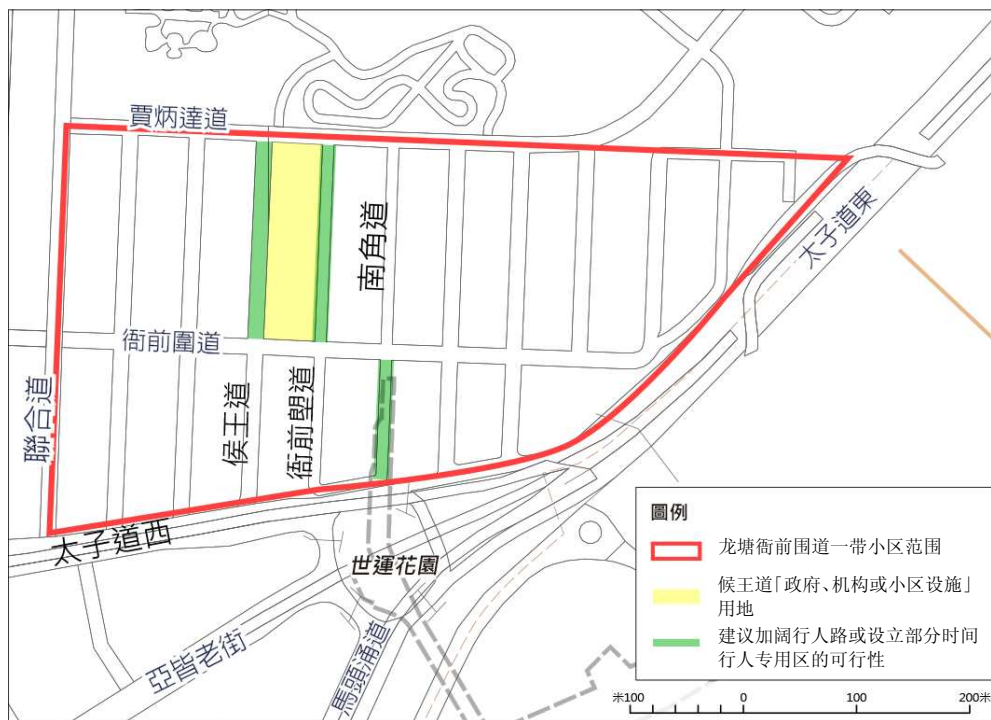 賈炳達道
太子道東
南角道
衙前圍道
聯合道
侯王道
衙前塱道
太子道西
世運花園
亞皆老街
馬頭涌道
圖例
龙塘衙前围道一带小区范围
候王道「政府、机构或小区设施」
用地
建议加阔行人路或设立部分时间
行人专用区的可行性
米100 0 100 200米